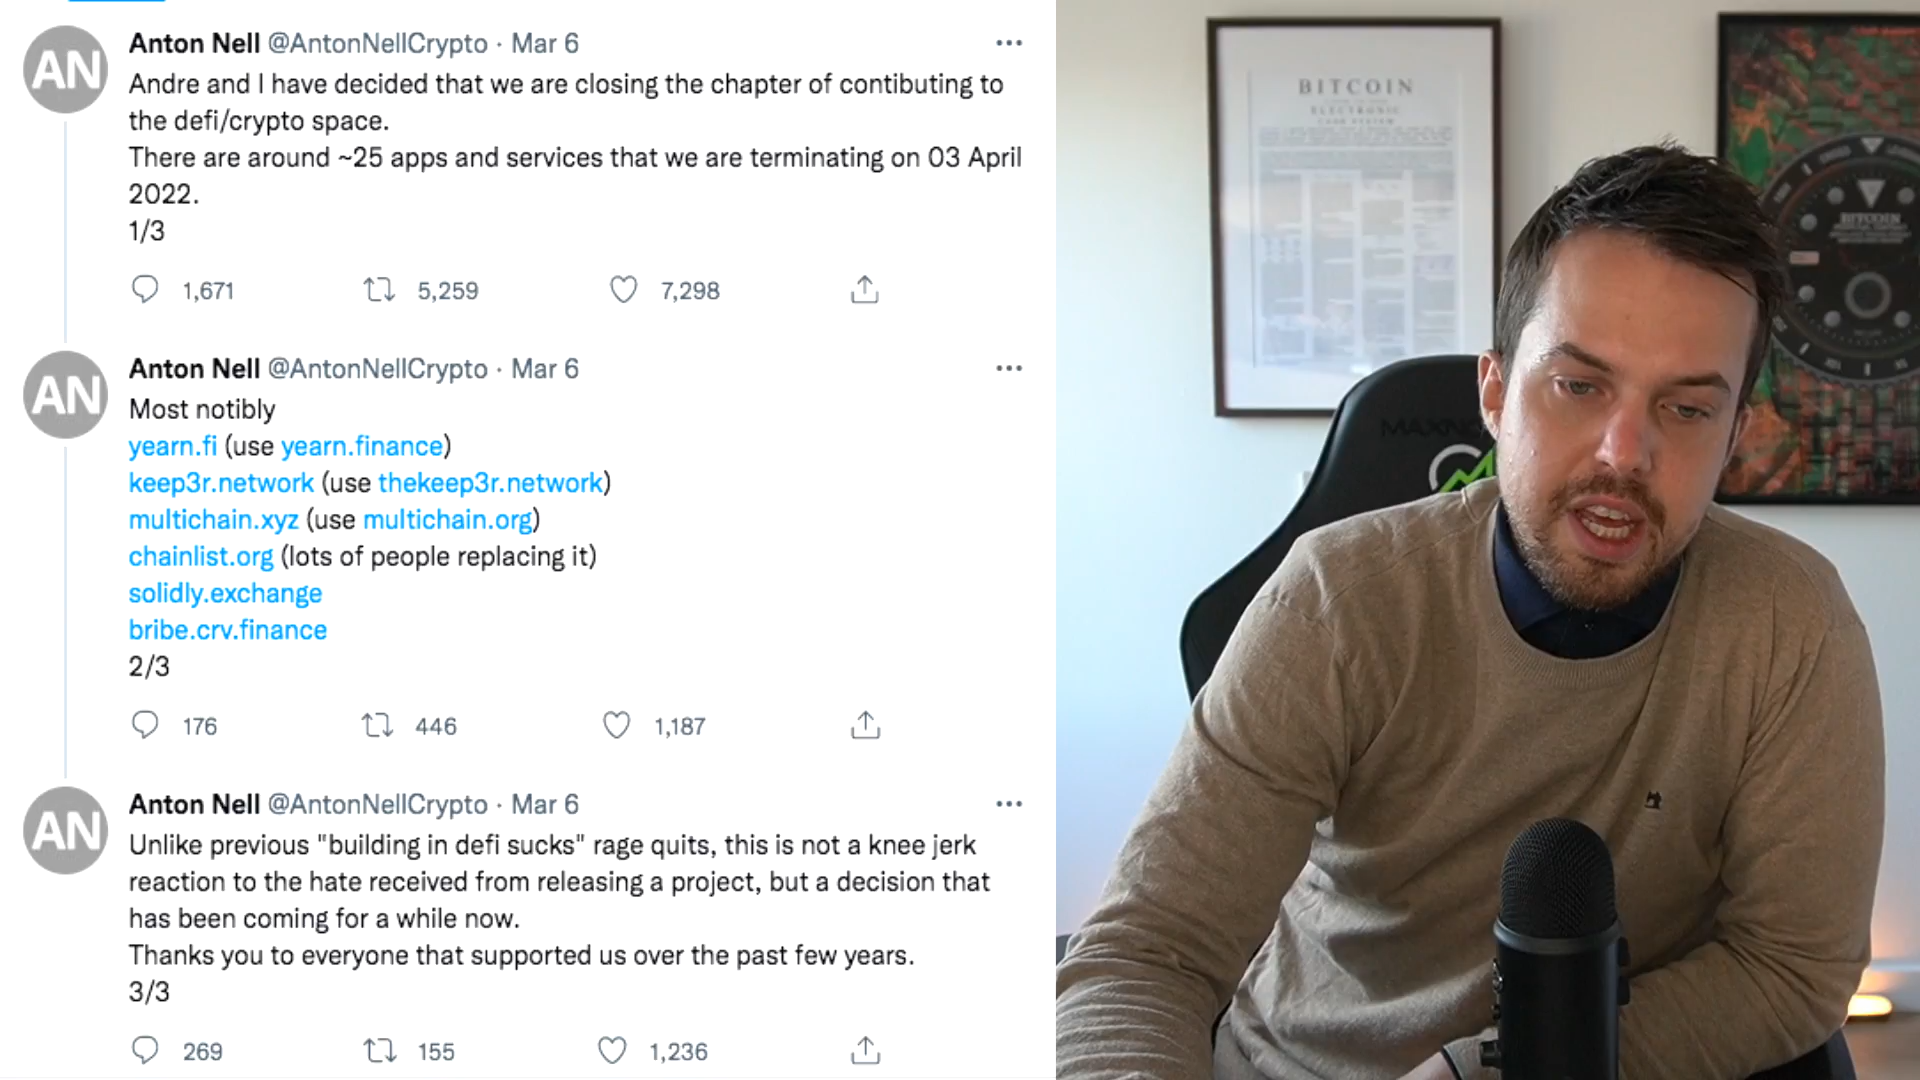 Anton Nell @AntonNellCrypto · Mar 6
Andre and I have decided that we are closing the chapter of contibuting to
the defi/crypto space.
There are around ~25 apps and services that we are terminating on 03 April
2022.
1/3
1,671 5,259 7,298
Anton Nell @AntonNellCrypto · Mar 6
Most notibly
yearn.fi (use yearn.finance)
keep3r.network (use thekeep3r.network)
multichain.xyz (use multichain.org)
chainlist.org (lots of people replacing it)
solidly.exchange
bribe.crv.finance
2/3
176 446 1,187
Anton Nell @AntonNellCrypto · Mar 6
Unlike previous "building in defi sucks" rage quits, this is not a knee jerk
reaction to the hate received from releasing a project, but a decision that
has been coming for a while now.
Thanks you to everyone that supported us over the past few years.
3/3
269 155 1,236
AN
AN
AN
BITCOIN
ELECTRONIC
CASH SYSTEM
BITCOIN